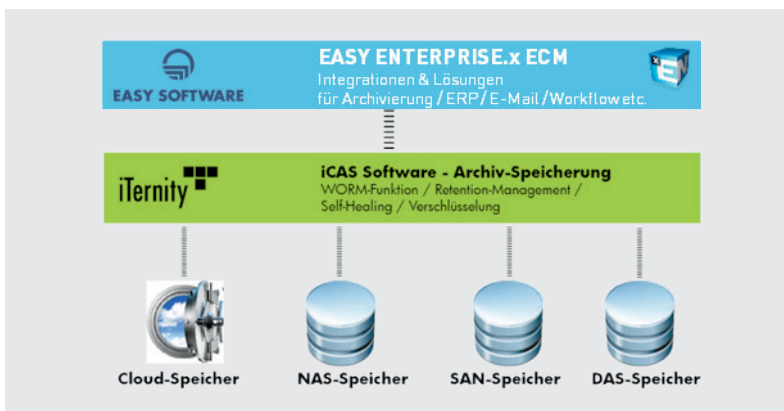 EASY SOFTWARE
EASY ENTERPRISE.x ECM
Integrationen & Lösungen
für Archivierung / ERP / E-Mail / Workflow etc.
iTernity
iCAS Software - Archiv-Speicherung
WORM-Funktion / Retention-Management /
Self-Healing / Verschlüsselung
Cloud-Speicher
NAS-Speicher
SAN-Speicher
DAS-Speicher